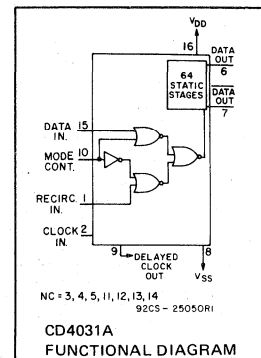 VDD
16
DATA
OUT
6
64
STATIC
STAGES
DATA
OUT
7
DATA 15
IN.
MODE 10
CONT.
RECIRC. 1
IN.
CLOCK 2
IN.
9
DELAYED
CLOCK
OUT
8
VSS
NC = 3, 4, 5, 11, 12, 13, 14
92CS - 25050R1
CD4031A
FUNCTIONAL DIAGRAM